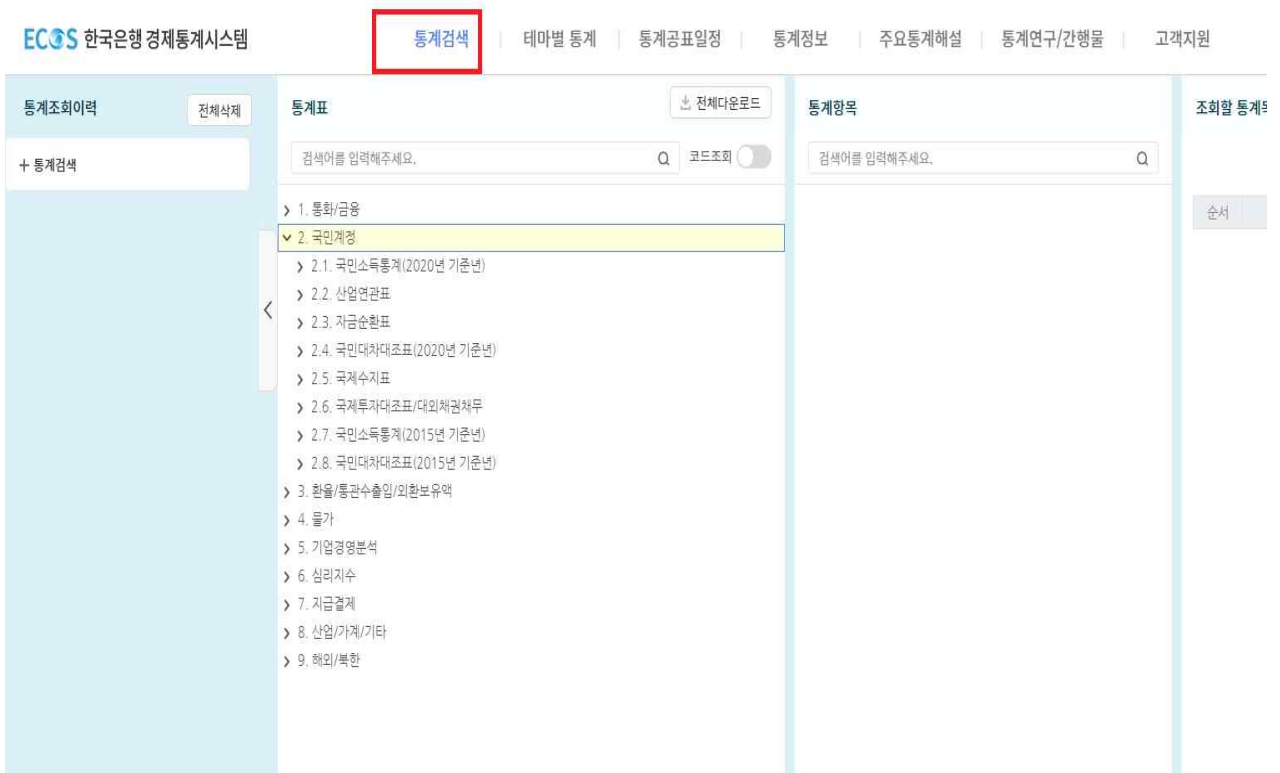 ECOS 한국은행 경제통계시스템
통계검색 | 테마별 통계 | 통계공표일정 | 통계정보 | 주요통계해설 | 통계연구/간행물 | 고객지원
통계조회이력 전체삭제
+ 통계검색
통계표 전체다운로드
검색어를 입력해주세요. 코드조회
1. 통화/금융
2. 국민계정
2.1. 국민소득통계(2020년 기준년)
2.2. 산업연관표
2.3. 자금순환표
2.4. 국민대차대조표(2020년 기준년)
2.5. 국제수지표
2.6. 국제투자대조표/대외채권채무
2.7. 국민소득통계(2015년 기준년)
2.8. 국민대차대조표(2015년 기준년)
3. 환율/통관수출입/외환보유액
4. 물가
5. 기업경영분석
6. 심리지수
7. 지급결제
8. 산업/가계/기타
9. 해외/북한
통계항목
검색어를 입력해주세요.
조회할 통계
순서